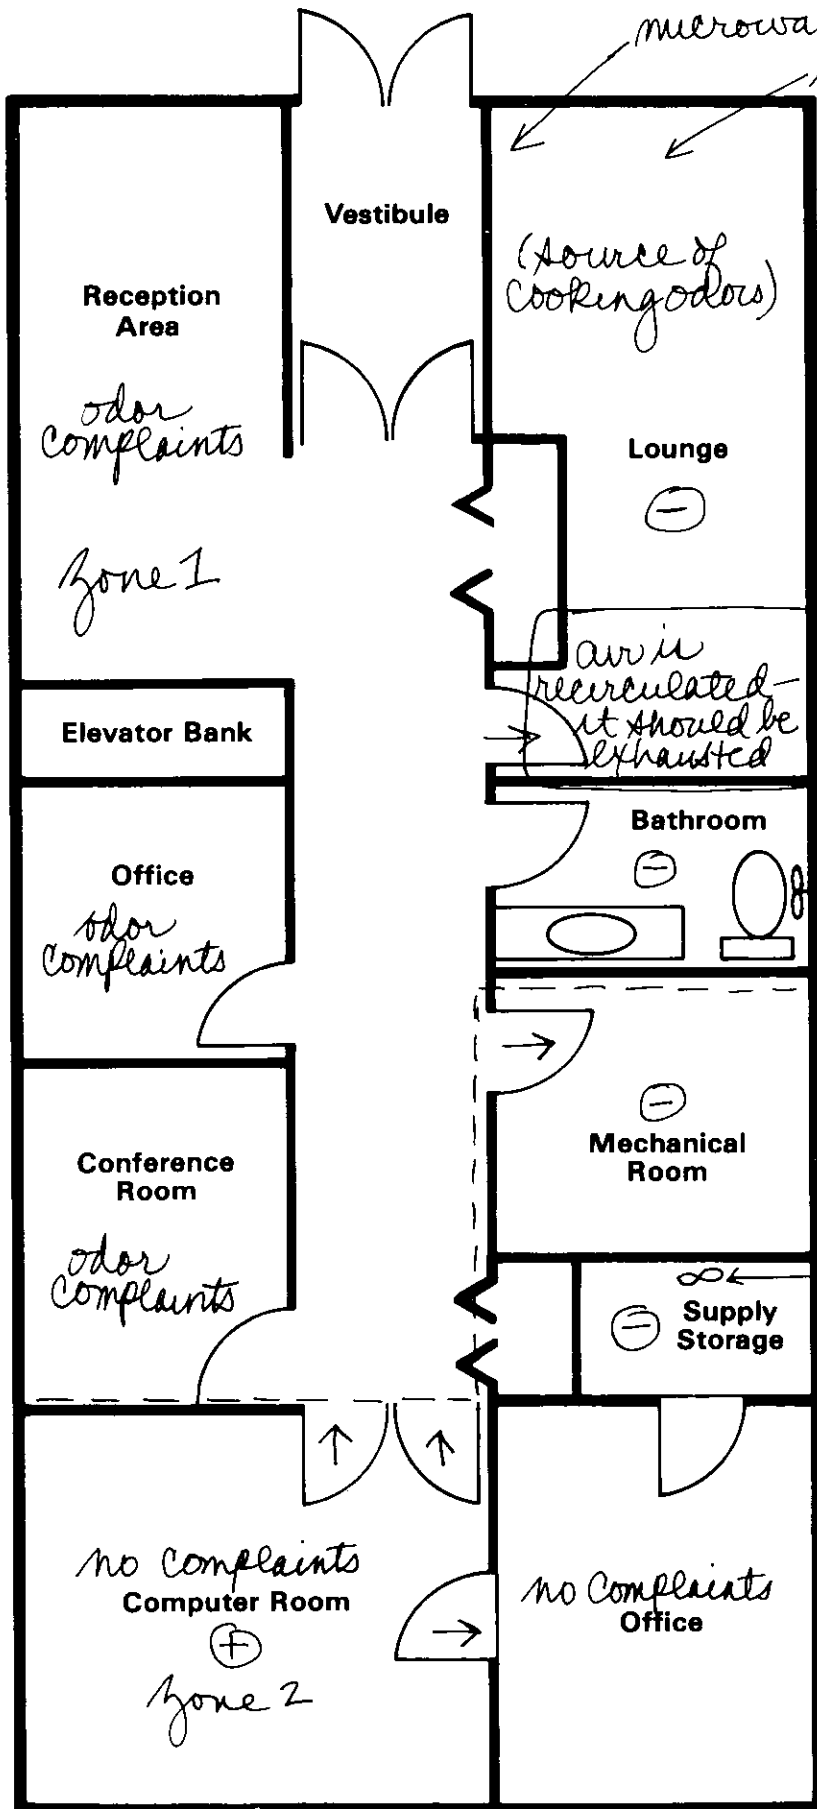 microwa
Vestibule
(source of
cooking odors)
Reception
Area
odor
complaints
Lounge
−
Zone 1
air is
recirculated–
it should be
exhausted
Elevator Bank
Bathroom
−
Office
odor
complaints
−
Mechanical
Room
Conference
Room
odor
complaints
−
Supply
Storage
no complaints
Computer Room
+
Zone 2
no complaints
Office